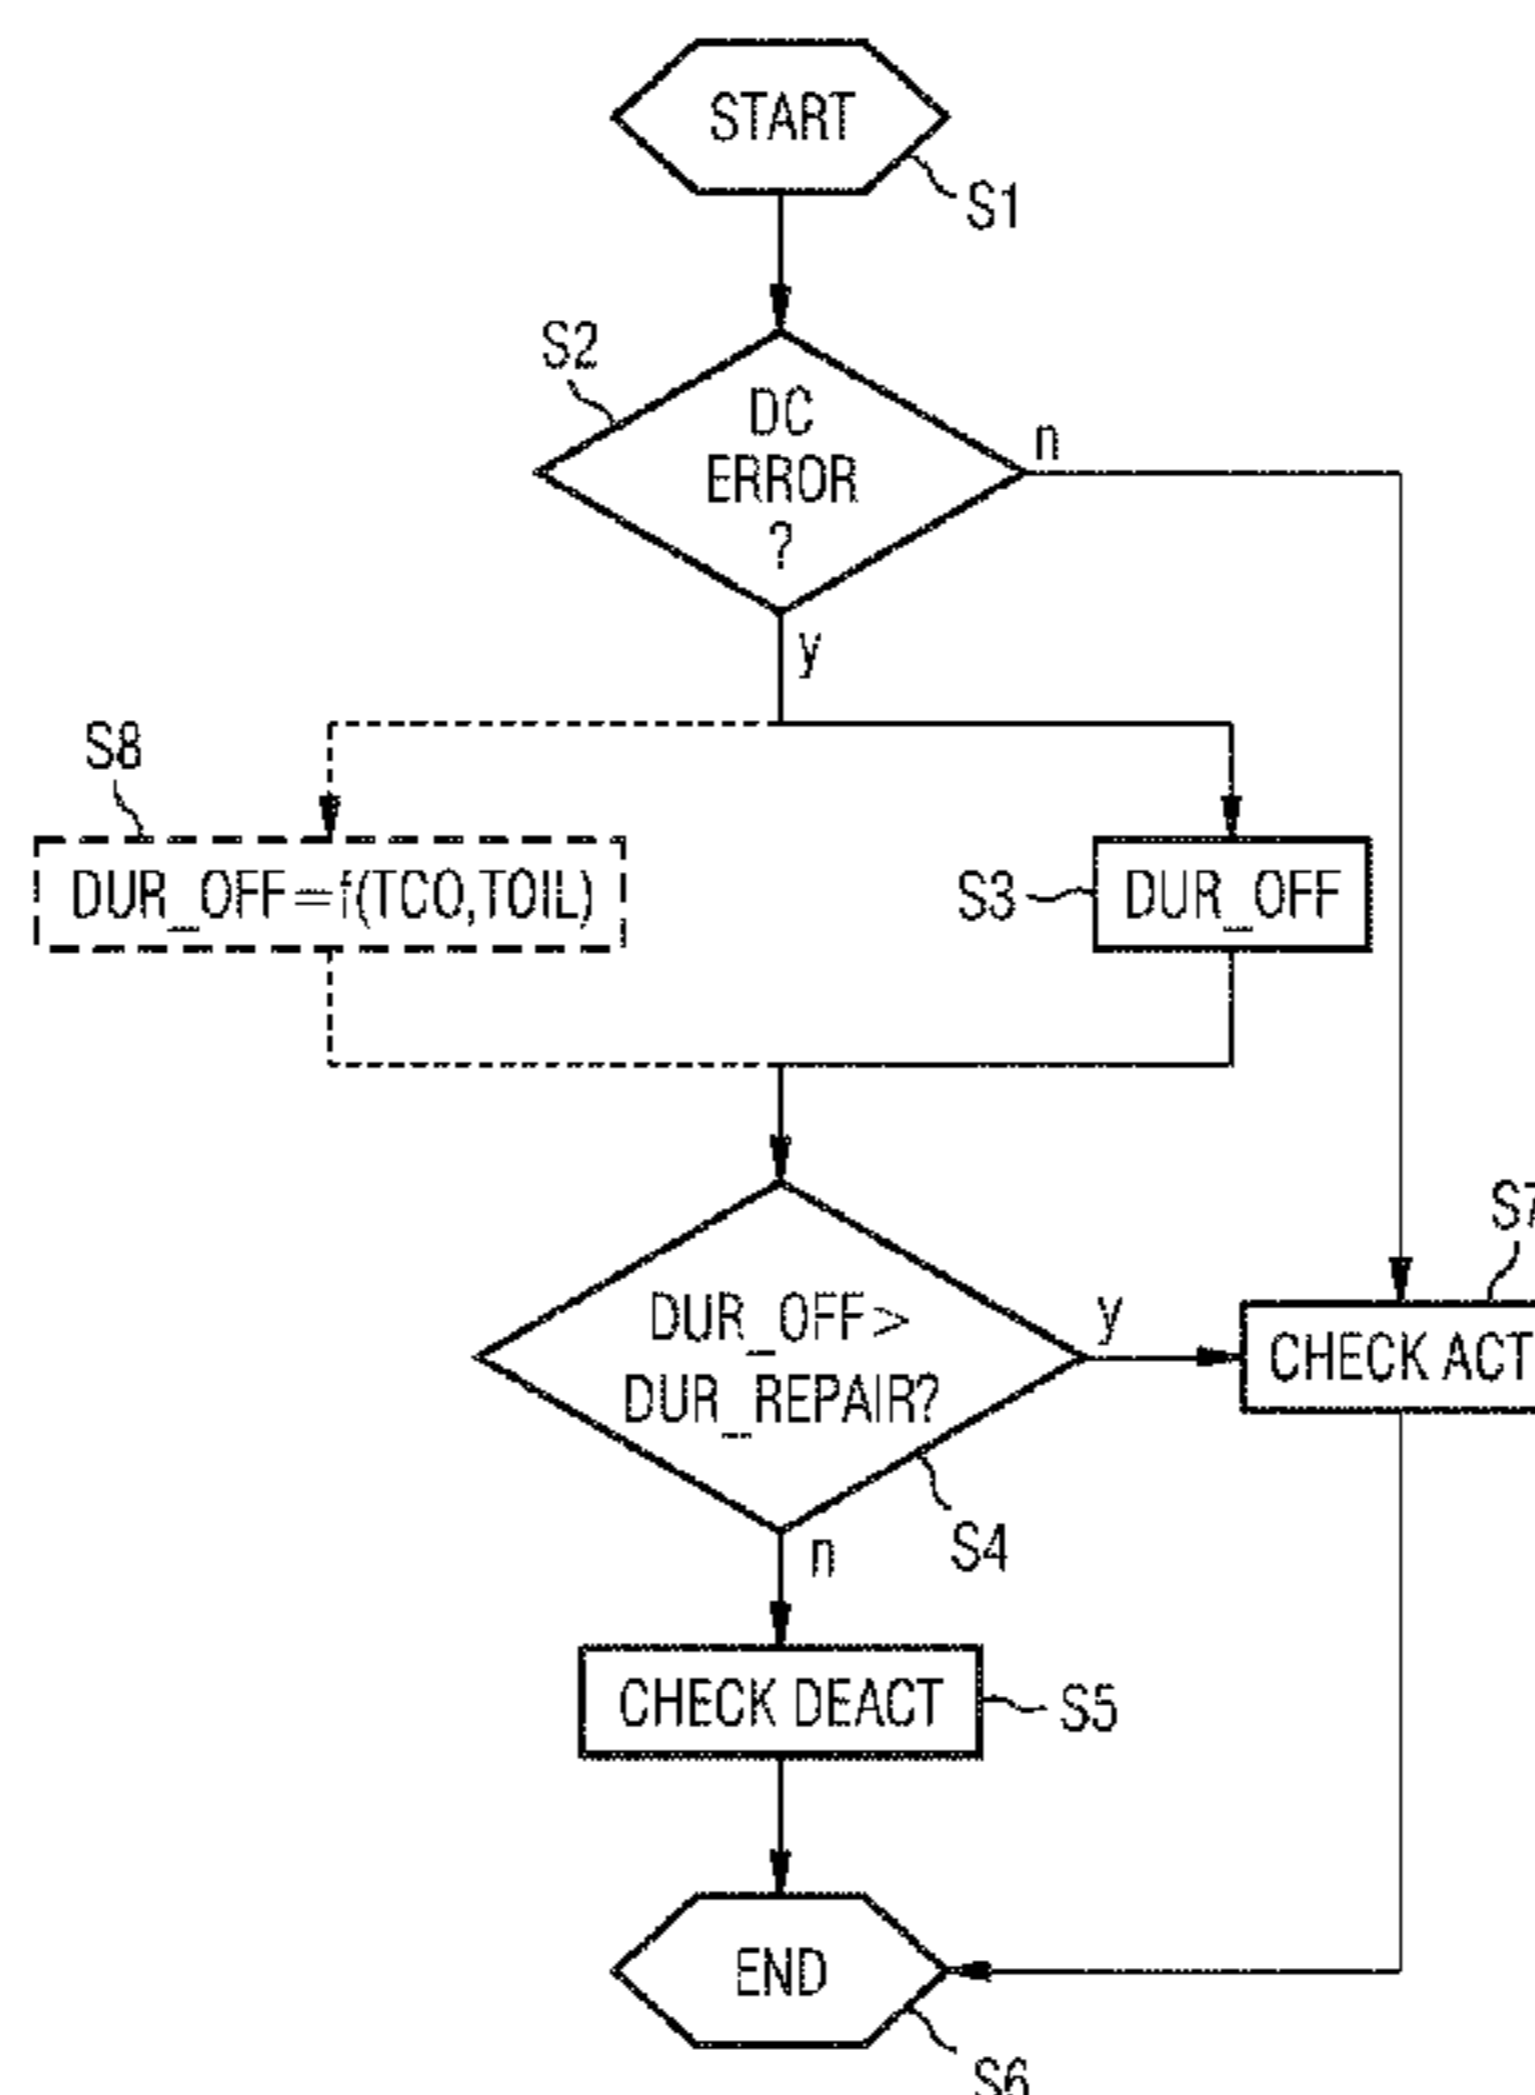 START
S1
S2
DC
ERROR
?
n
y
S8
DUR_OFF=f(TCO,TOIL)
S3
DUR_OFF
S7
DUR_OFF>
DUR_REPAIR?
y
CHECK ACT
S4
n
CHECK DEACT
S5
END
S6